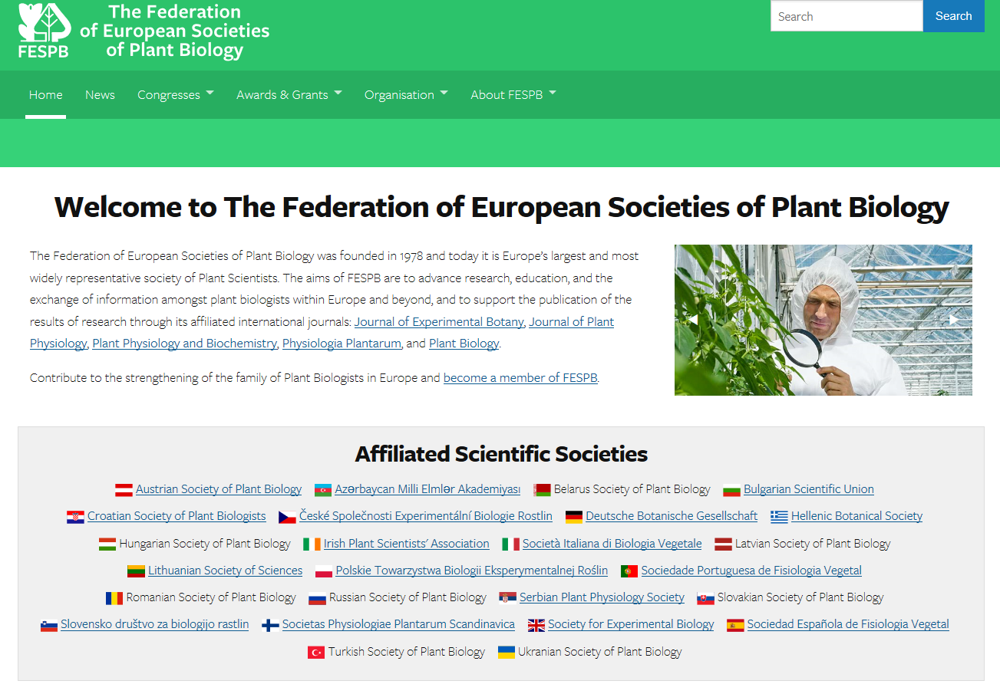 The Federation
of European Societies
of Plant Biology
FESPB
Search
Search
Home News Congresses Awards & Grants Organisation About FESPB
Welcome to The Federation of European Societies of Plant Biology
The Federation of European Societies of Plant Biology was founded in 1978 and today it is Europe's largest and most
widely representative society of Plant Scientists. The aims of FESPB are to advance research, education, and the
exchange of information amongst plant biologists within Europe and beyond, and to support the publication of the
results of research through its affiliated international journals: Journal of Experimental Botany, Journal of Plant
Physiology, Plant Physiology and Biochemistry, Physiologia Plantarum, and Plant Biology.
Contribute to the strengthening of the family of Plant Biologists in Europe and become a member of FESPB.
Affiliated Scientific Societies
Austrian Society of Plant Biology Azərbaycan Milli Elmlər Akademiyası Belarus Society of Plant Biology Bulgarian Scientific Union
Croatian Society of Plant Biologists České Společnosti Experimentální Biologie Rostlin Deutsche Botanische Gesellschaft Hellenic Botanical Society
Hungarian Society of Plant Biology Irish Plant Scientists' Association Società Italiana di Biologia Vegetale Latvian Society of Plant Biology
Lithuanian Society of Sciences Polskie Towarzystwa Biologii Eksperymentalnej Roślin Sociedade Portuguesa de Fisiologia Vegetal
Romanian Society of Plant Biology Russian Society of Plant Biology Serbian Plant Physiology Society Slovakian Society of Plant Biology
Slovensko društvo za biologijo rastlin Societas Physiologiae Plantarum Scandinavica Society for Experimental Biology Sociedad Española de Fisiologia Vegetal
Turkish Society of Plant Biology Ukranian Society of Plant Biology